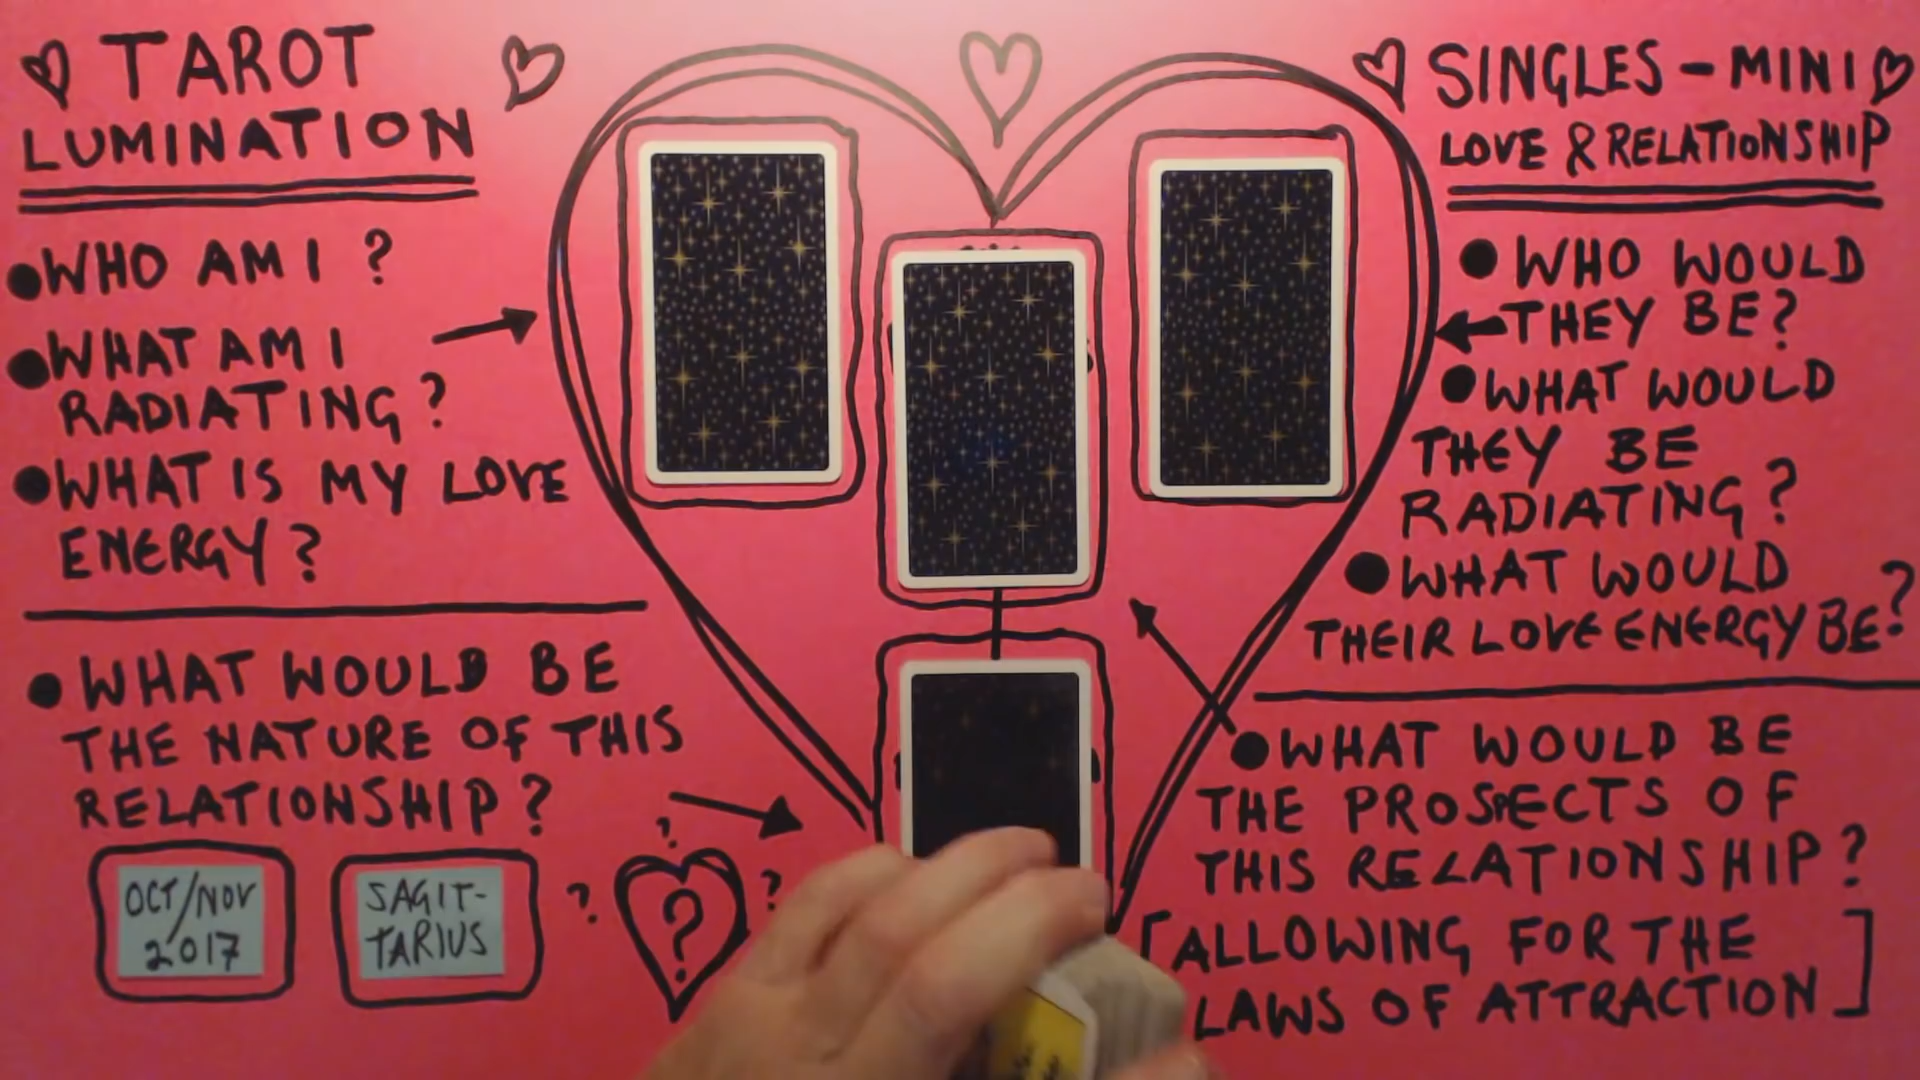 TAROT
LUMINATION
WHO AM I ?
WHAT AM I
RADIATING?
WHAT IS MY LOVE
ENERGY?
WHAT WOULD BE
THE NATURE OF THIS
RELATIONSHIP?
OCT/NOV
2017
SAGIT-
TARIUS
?
?
?
?
SINGLES - MINI
LOVE & RELATIONSHIP
WHO WOULD
THEY BE?
WHAT WOULD
THEY BE
RADIATING?
WHAT WOULD
THEIR LOVE ENERGY BE?
WHAT WOULD BE
THE PROSPECTS OF
THIS RELATIONSHIP?
[ALLOWING FOR THE
LAWS OF ATTRACTION]